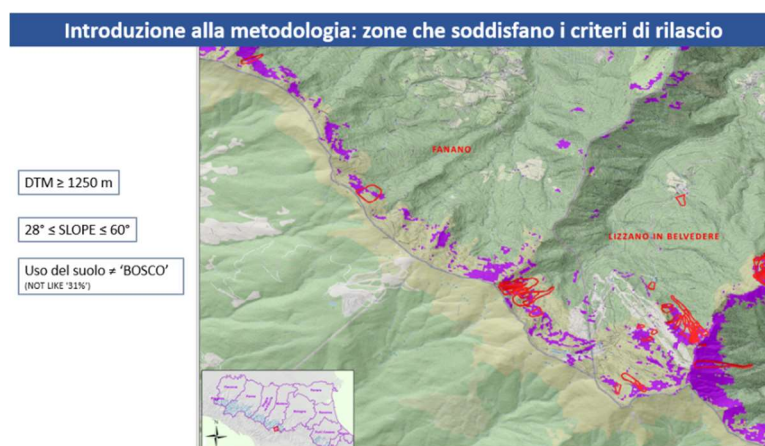 Introduzione alla metodologia: zone che soddisfano i criteri di rilascio
FANANO
DTM ≥ 1250 m
28° ≤ SLOPE ≤ 60°
LIZZANO IN BELVEDERE
Uso del suolo ≠ ‘BOSCO’
(NOT LIKE ‘31%’)